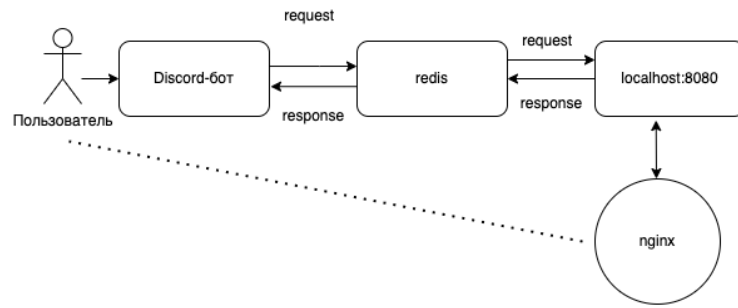 request
request
Discord-бот
redis
localhost:8080
response
response
Пользователь
nginx